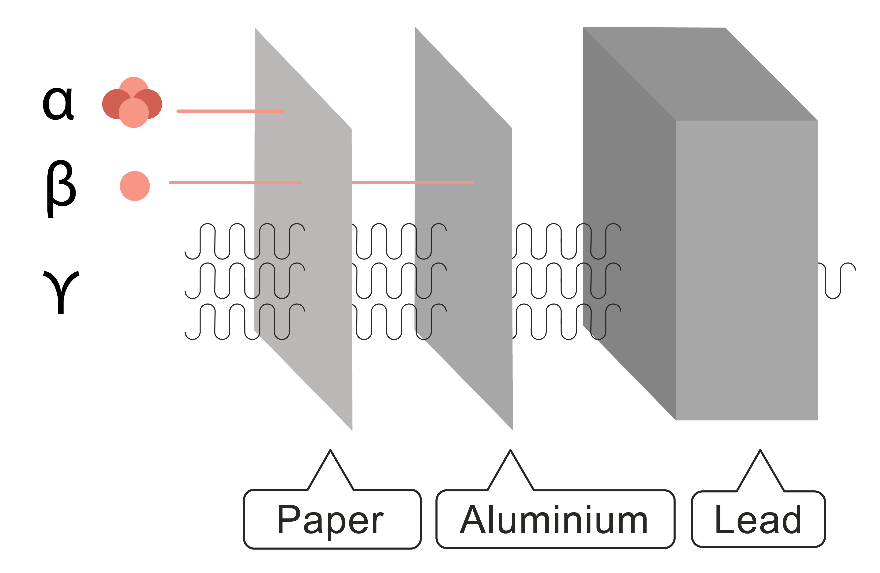 α
β
γ
Paper
Aluminium
Lead